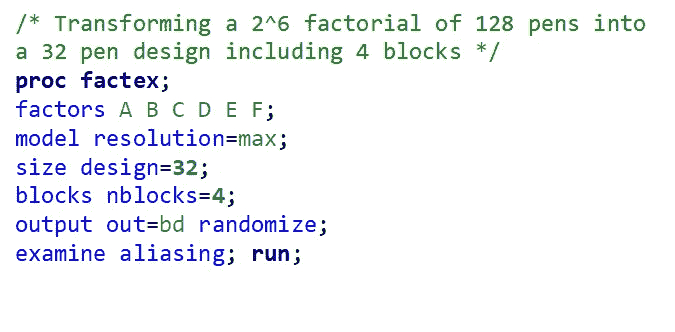 /* Transforming a 2^6 factorial of 128 pens into
a 32 pen design including 4 blocks */
proc factex;
factors A B C D E F;
model resolution=max;
size design=32;
blocks nblocks=4;
output out=bd randomize;
examine aliasing; run;